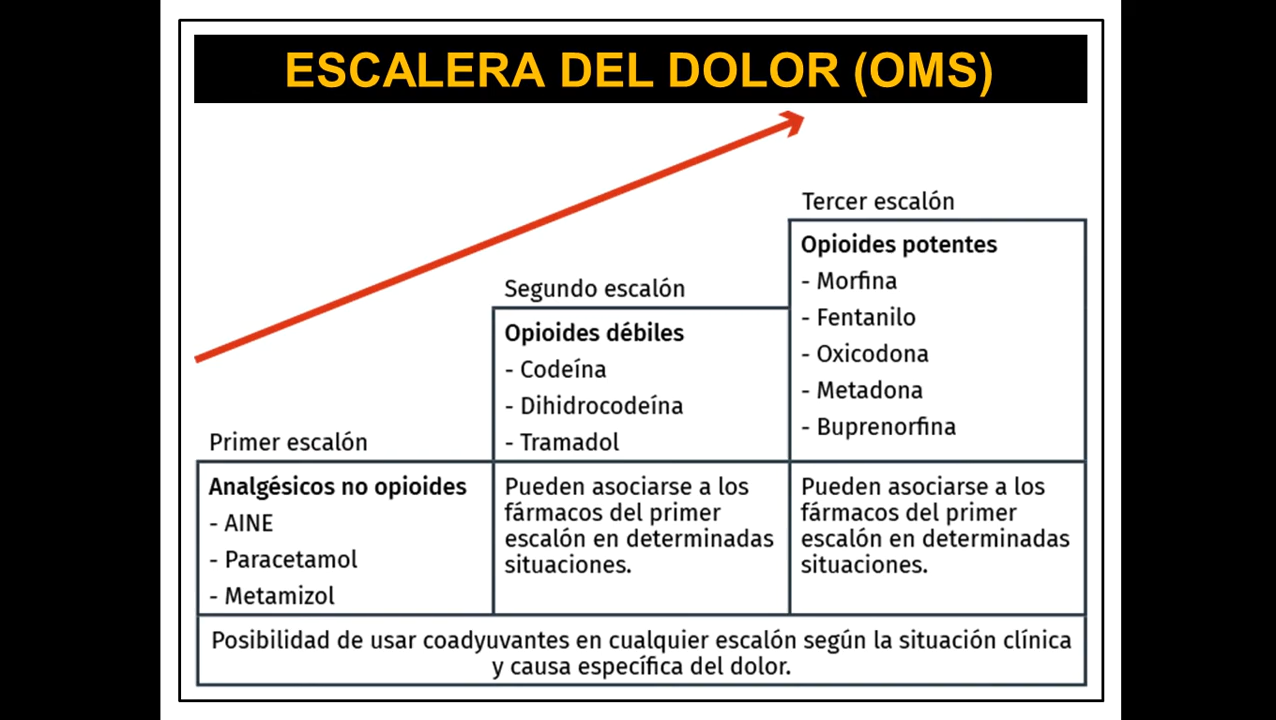 ESCALERA DEL DOLOR (OMS)
Primer escalón
Analgésicos no opioides
- AINE
- Paracetamol
- Metamizol
Segundo escalón
Opioides débiles
- Codeína
- Dihidrocodeína
- Tramadol
Pueden asociarse a los
fármacos del primer
escalón en determinadas
situaciones.
Tercer escalón
Opioides potentes
- Morfina
- Fentanilo
- Oxicodona
- Metadona
- Buprenorfina
Pueden asociarse a los
fármacos del primer
escalón en determinadas
situaciones.
Posibilidad de usar coadyuvantes en cualquier escalón según la situación clínica
y causa específica del dolor.